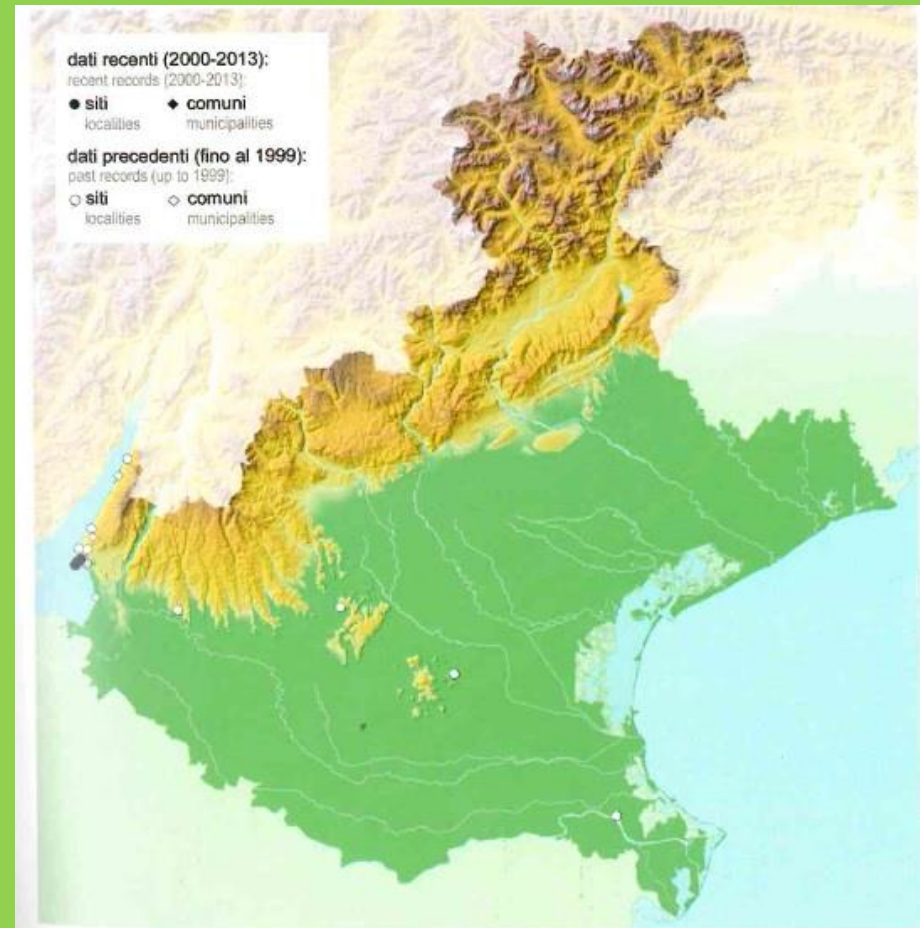 dati recenti (2000-2013):
recent records (2000-2013):
● siti ◆ comuni
localities municipalities
dati precedenti (fino al 1999):
past records (up to 1999):
○ siti ◇ comuni
localities municipalities